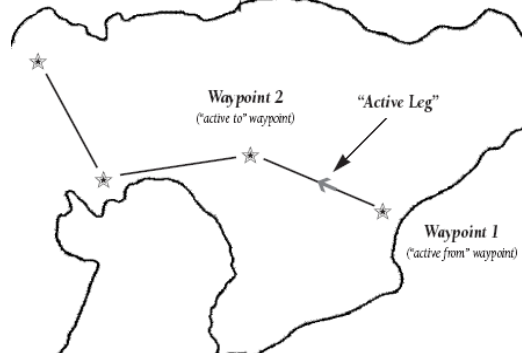 Waypoint 2
("active to" waypoint)
"Active Leg"
Waypoint 1
("active from" waypoint)